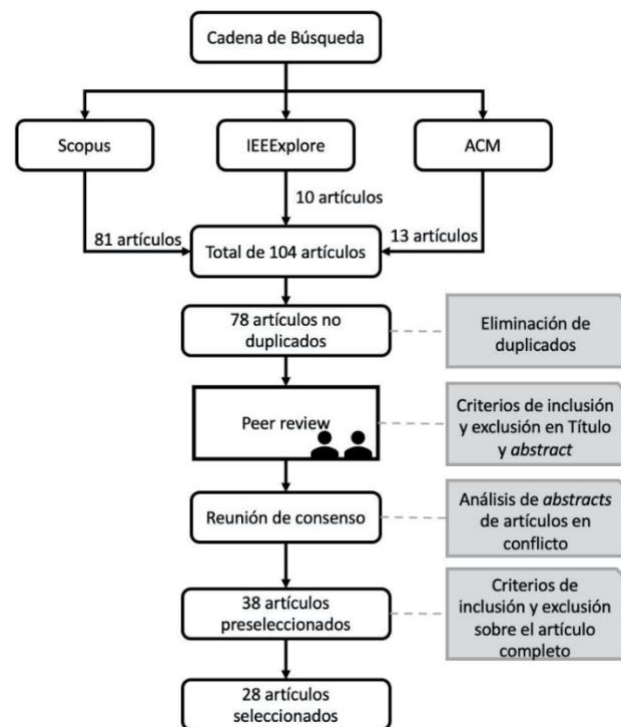 Cadena de Búsqueda
Scopus
IEEExplore
ACM
10 artículos
81 artículos
13 artículos
Total de 104 artículos
78 artículos no
duplicados
Eliminación de
duplicados
Peer review
Criterios de inclusión
y exclusión en Título
y abstract
Reunión de consenso
Análisis de abstracts
de artículos en
conflicto
38 artículos
preseleccionados
Criterios de
inclusión y exclusión
sobre el artículo
completo
28 artículos
seleccionados